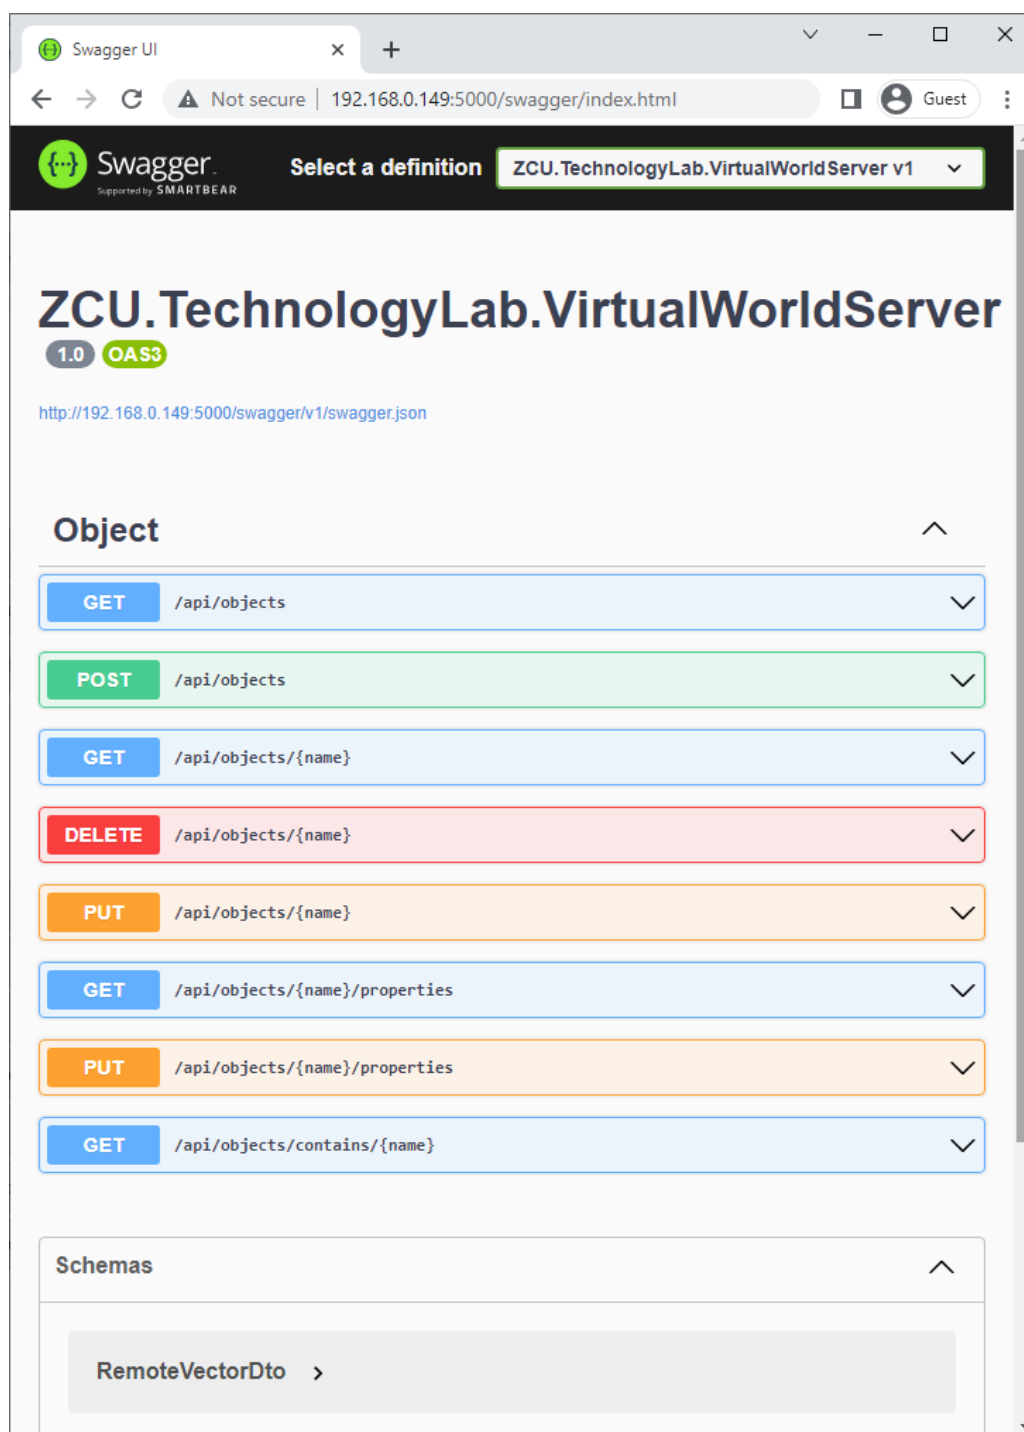 Swagger UI
Not secure | 192.168.0.149:5000/swagger/index.html Guest
Swagger. Select a definition ZCU.TechnologyLab.VirtualWorldServer v1
Supported by SMARTBEAR
ZCU.TechnologyLab.VirtualWorldServer
1.0 OAS3
http://192.168.0.149:5000/swagger/v1/swagger.json
Object
GET /api/objects
POST /api/objects
GET /api/objects/{name}
DELETE /api/objects/{name}
PUT /api/objects/{name}
GET /api/objects/{name}/properties
PUT /api/objects/{name}/properties
GET /api/objects/contains/{name}
Schemas
RemoteVectorDto